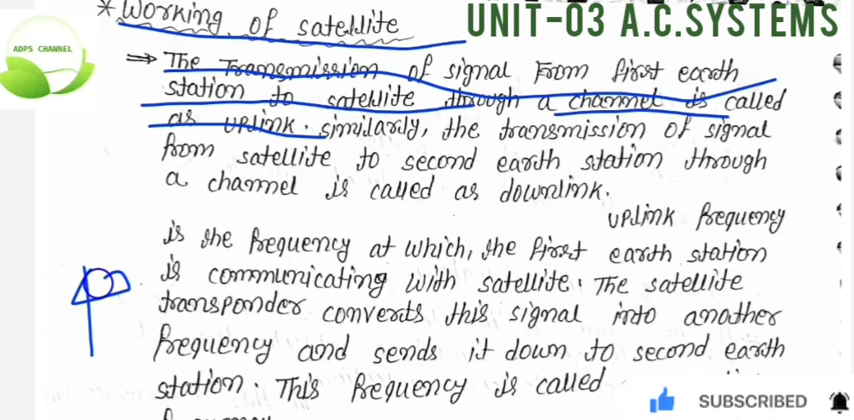 *Working of satellite
UNIT-03 A.C.SYSTEMS
ADPS CHANNEL
⇒ The Transmission of signal From first earth
station to satellite through a channel is called
as uplink. similarly, the transmission of signal
from satellite to second earth station through
a channel is called as downlink.
uplink frequency
is the frequency at which, the first earth station
is communicating with satellite. The satellite
transponder converts this signal into another
frequency and sends it down to second earth
station. This frequency is called
SUBSCRIBED